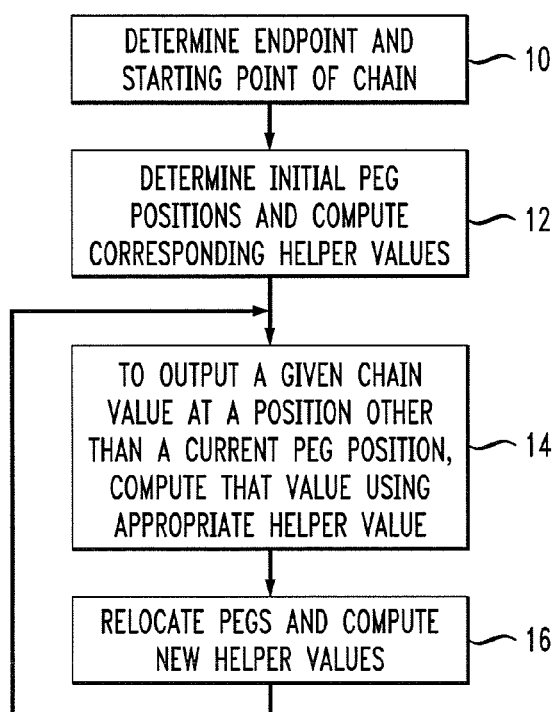 DETERMINE ENDPOINT AND
STARTING POINT OF CHAIN
10
DETERMINE INITIAL PEG
POSITIONS AND COMPUTE
CORRESPONDING HELPER VALUES
12
TO OUTPUT A GIVEN CHAIN
VALUE AT A POSITION OTHER
THAN A CURRENT PEG POSITION,
COMPUTE THAT VALUE USING
APPROPRIATE HELPER VALUE
14
RELOCATE PEGS AND COMPUTE
NEW HELPER VALUES
16